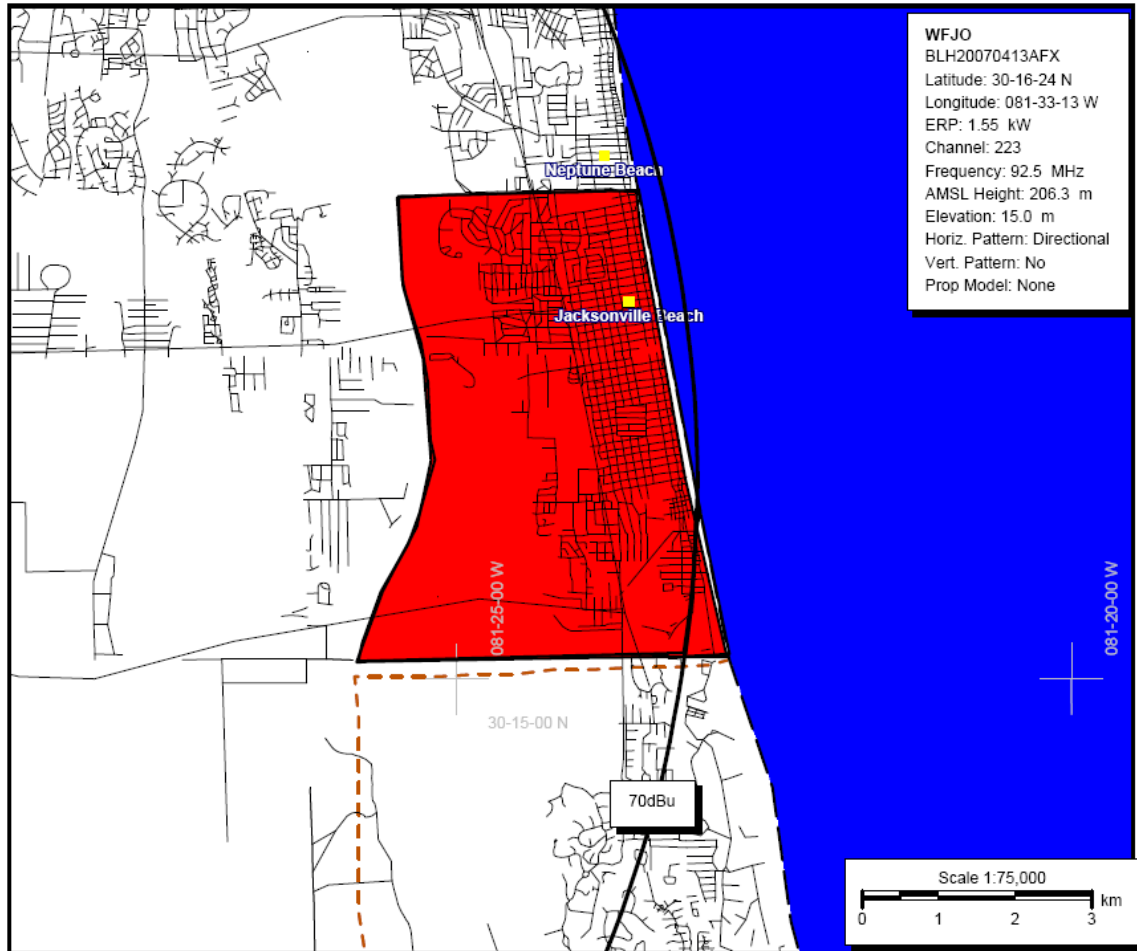 WFJO
BLH20070413AFX
Latitude: 30-16-24 N
Longitude: 081-33-13 W
ERP: 1.55 kW
Channel: 223
Frequency: 92.5 MHz
AMSL Height: 206.3 m
Elevation: 15.0 m
Horiz. Pattern: Directional
Vert. Pattern: No
Prop Model: None
Neptune Beach
Jacksonville Beach
081-25-00 W
081-20-00 W
30-15-00 N
70dBu
Scale 1:75,000
km
0 1 2 3